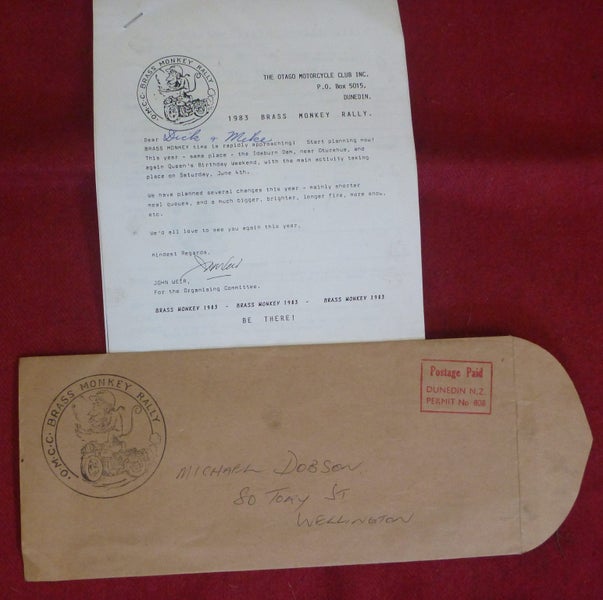 O.M.C.C. BRASS MONKEY RALLY
THE OTAGO MOTORCYCLE CLUB INC.
P.O. Box 5015,
DUNEDIN.
1983 BRASS MONKEY RALLY.
Dear Dick + Mike
BRASS MONKEY time is rapidly approaching! Start planning now!
This year - same place - the Idaburn Dam, near Oturehua, and
again Queen's Birthday Weekend, with the main activity taking
place on Saturday, June 4th.
We have planned several changes this year - mainly shorter
meal queues, and a much bigger, brighter, longer fire, more snow,
etc.
We'd all love to see you again this year,
Kindest Regards,
JOHN WEIR,
For the Organising Committee.
BRASS MONKEY 1983 - BRASS MONKEY 1983 - BRASS MONKEY 1983
BE THERE!
O.M.C.C. BRASS MONKEY RALLY
Postage Paid
DUNEDIN N.Z.
PERMIT No 808
MICHAEL DOBSON
80 TORY ST
WELLINGTON